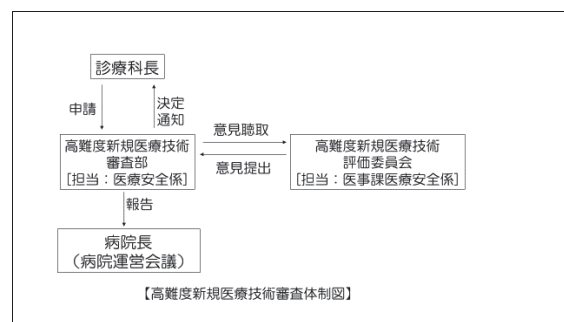 診療科長
申請
決定
通知
高難度新規医療技術
審査部
[担当：医療安全係]
意見聴取
意見提出
高難度新規医療技術
評価委員会
[担当：医事課医療安全係]
報告
病院長
（病院運営会議）
【高難度新規医療技術審査体制図】